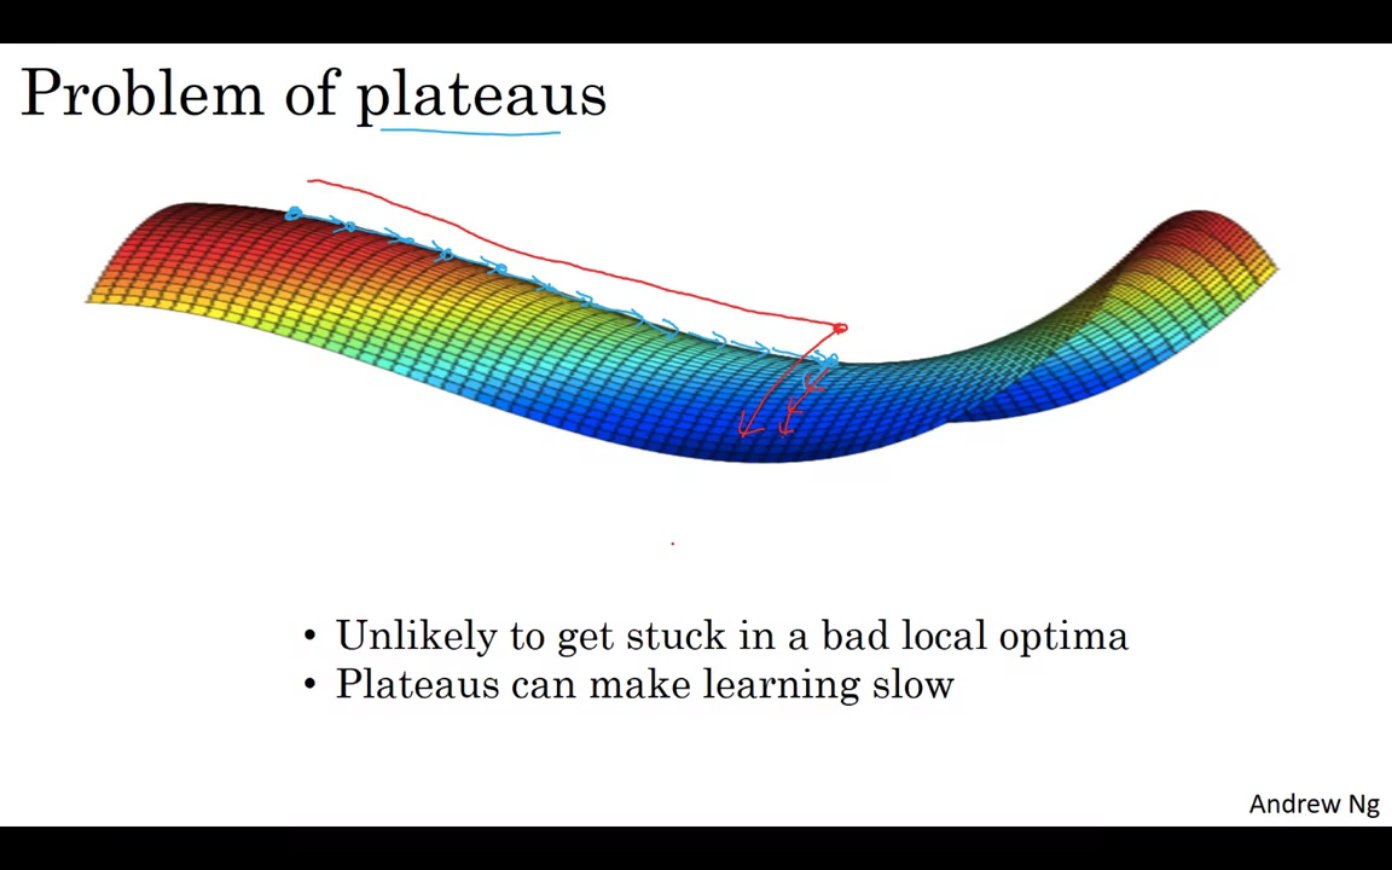 Problem of plateaus
• Unlikely to get stuck in a bad local optima
• Plateaus can make learning slow
Andrew Ng